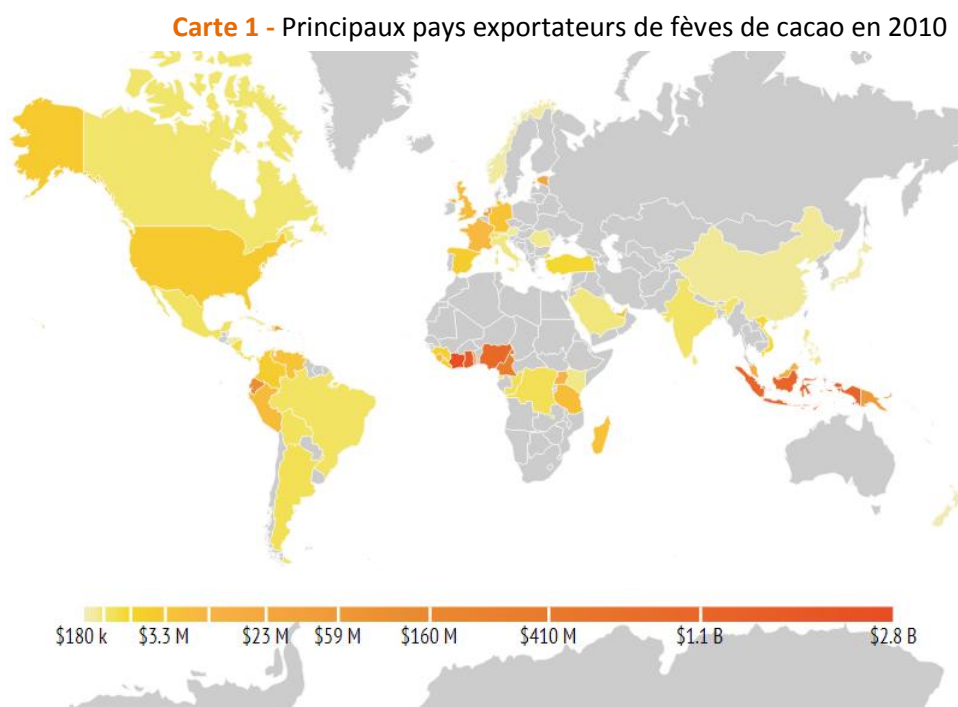 Carte 1 - Principaux pays exportateurs de fèves de cacao en 2010
$180 k $3.3 M $23 M $59 M $160 M $410 M $1.1 B $2.8 B